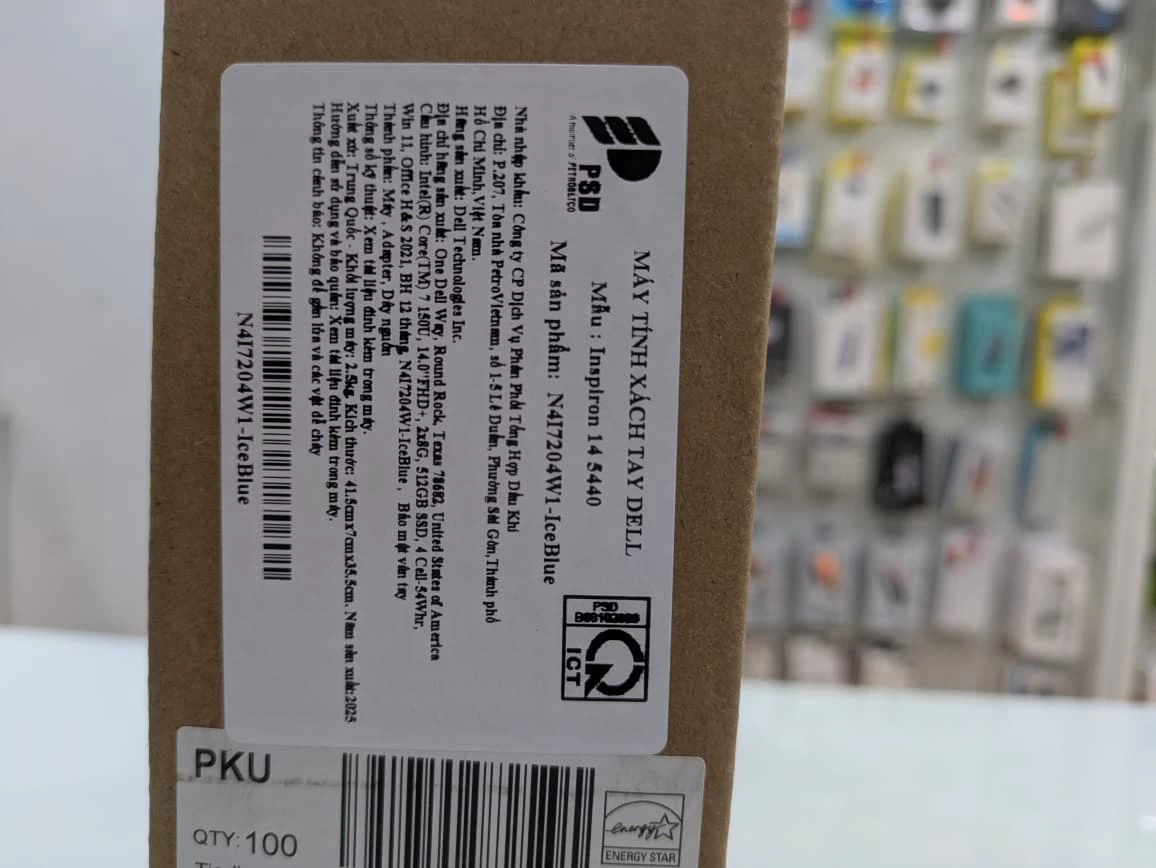 PSD
A member of PETROSETCO
MÁY TÍNH XÁCH TAY DELL
Mẫu : Inspiron 14 5440
Mã sản phẩm: N4I7204W1-IceBlue
Nhà nhập khẩu: Công ty CP Dịch Vụ Phân Phối Tổng Hợp Dầu Khí
Địa chỉ: P.207, Tòa nhà PetroVietnam, số 1-5 Lê Duẩn, Phường Sài Gòn, Thành phố
Hồ Chí Minh, Việt Nam.
Hãng sản xuất: Dell Technologies Inc.
Địa chỉ hãng sản xuất: One Dell Way, Round Rock, Texas 78682, United States of America
Cấu hình: Intel(R) Core(TM) 7 150U, 14.0"FHD+, 2x8G, 512GB SSD, 4 Cell-54Whr,
Win 11, Office H&S 2021, BH 12 tháng, N4I7204W1-IceBlue , Bảo mật vân tay
Thành phần: Máy , Adapter, Dây nguồn
Thông số kỹ thuật: Xem tài liệu đính kèm trong máy.
Xuất xứ: Trung Quốc - Khối lượng máy: 2.5kg, Kích thước: 41.5cmx7cmx35.5cm. Năm sản xuất:2025
Hướng dẫn sử dụng và bảo quản: Xem tài liệu đính kèm trong máy.
Thông tin cảnh báo: Không để gần lửa và các vật dễ cháy
N4I7204W1-IceBlue
PSD
ICT
PKU
QTY: 100
energy
ENERGY STAR